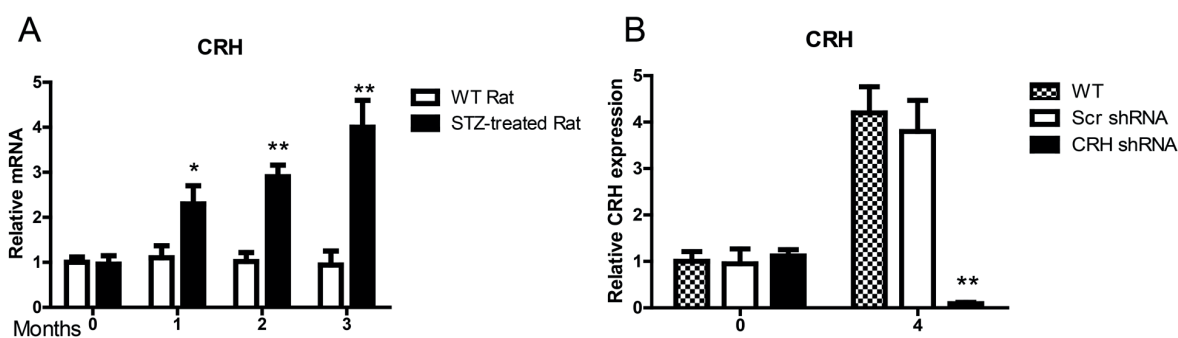 A
CRH
Relative mRNA
5
4
3
2
1
0
*
**
**
Months
0
1
2
3
WT Rat
STZ-treated Rat
B
CRH
Relative CRH expression
5
4
3
2
1
0
**
0
4
WT
Scr shRNA
CRH shRNA